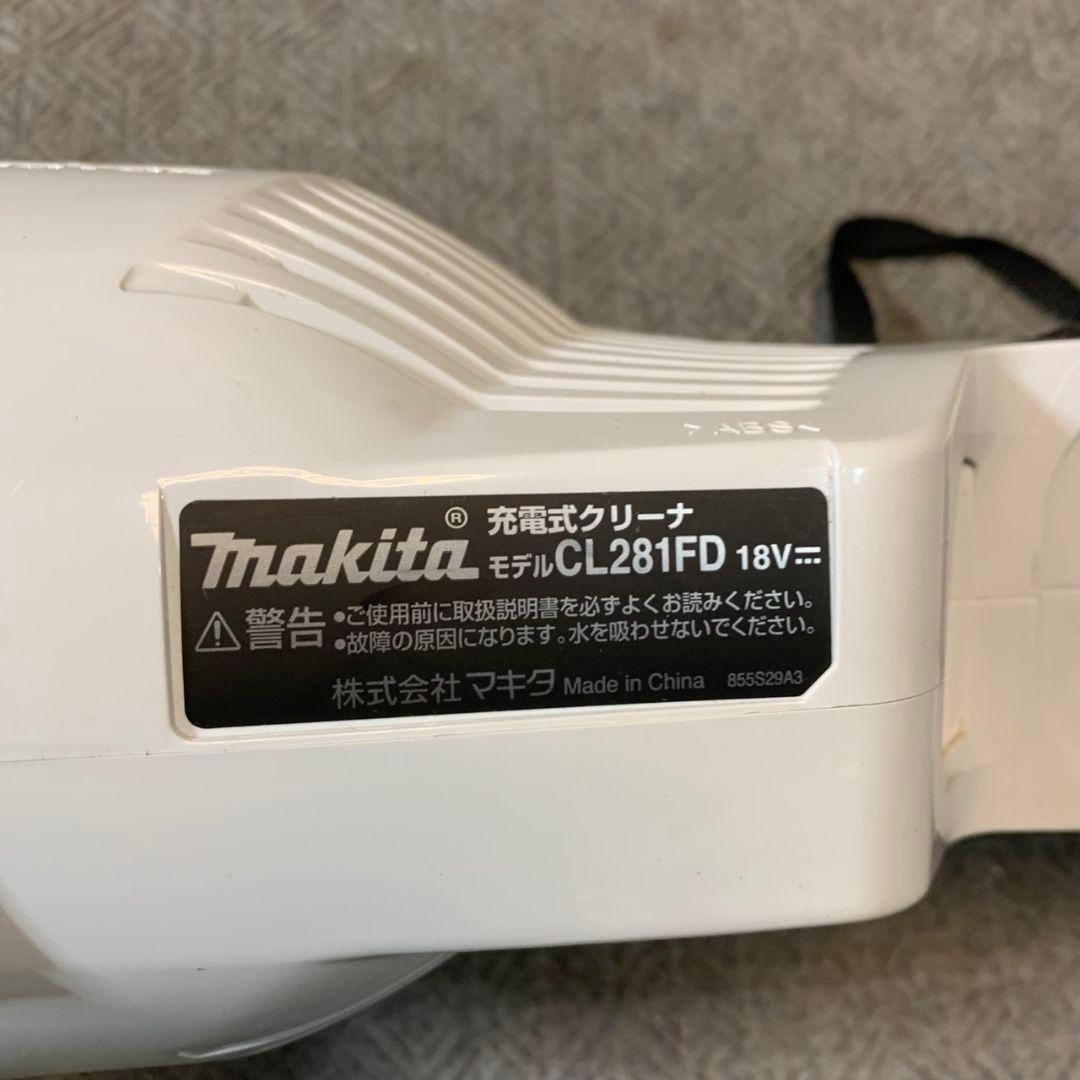 makita® 充電式クリーナ
モデルCL281FD 18V⎓
⚠警告 •ご使用前に取扱説明書を必ずよくお読みください。
•故障の原因になります。水を吸わせないでください。
株式会社マキタ Made in China 855S29A3